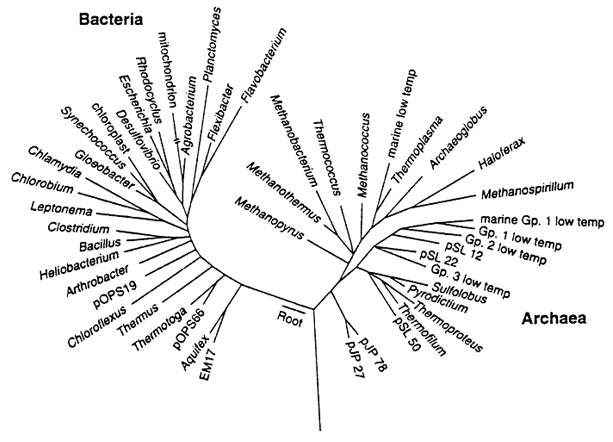 Bacteria
Planctomyces
Flavobacterium
mitochondrion
Rhodocyclus
Escherichia
Desulfovibrio
Agrobacterium
Flexibacter
chloroplast
Synechococcus
Gloeobacter
Chlamydia
Chlorobium
Leptonema
Clostridium
Bacillus
Heliobacterium
Arthrobacter
pOPS19
Chloroflexus
Thermus
Thermotoga
pOPS66
Aquifex
EM17
Root
Methanopyrus
Methanothermus
Methanobacterium
Thermococcus
Methanococcus
marine low temp
Thermoplasma
Archaeoglobus
Haloferax
Methanospirillum
marine Gp. 1 low temp
Gp. 1 low temp
Gp. 2 low temp
pSL 12
pSL 22
Gp. 3 low temp
Sulfolobus
Pyrodictium
Thermoproteus
Thermofilum
pSL 50
pJP 78
pJP 27
Archaea